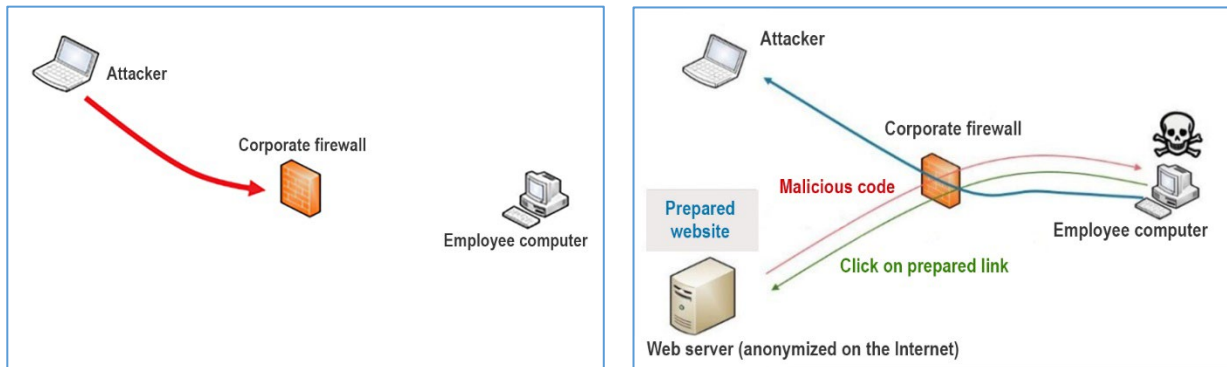 Attacker
Corporate firewall
Employee computer
Attacker
Corporate firewall
Malicious code
Prepared
website
Employee computer
Click on prepared link
Web server (anonymized on the Internet)